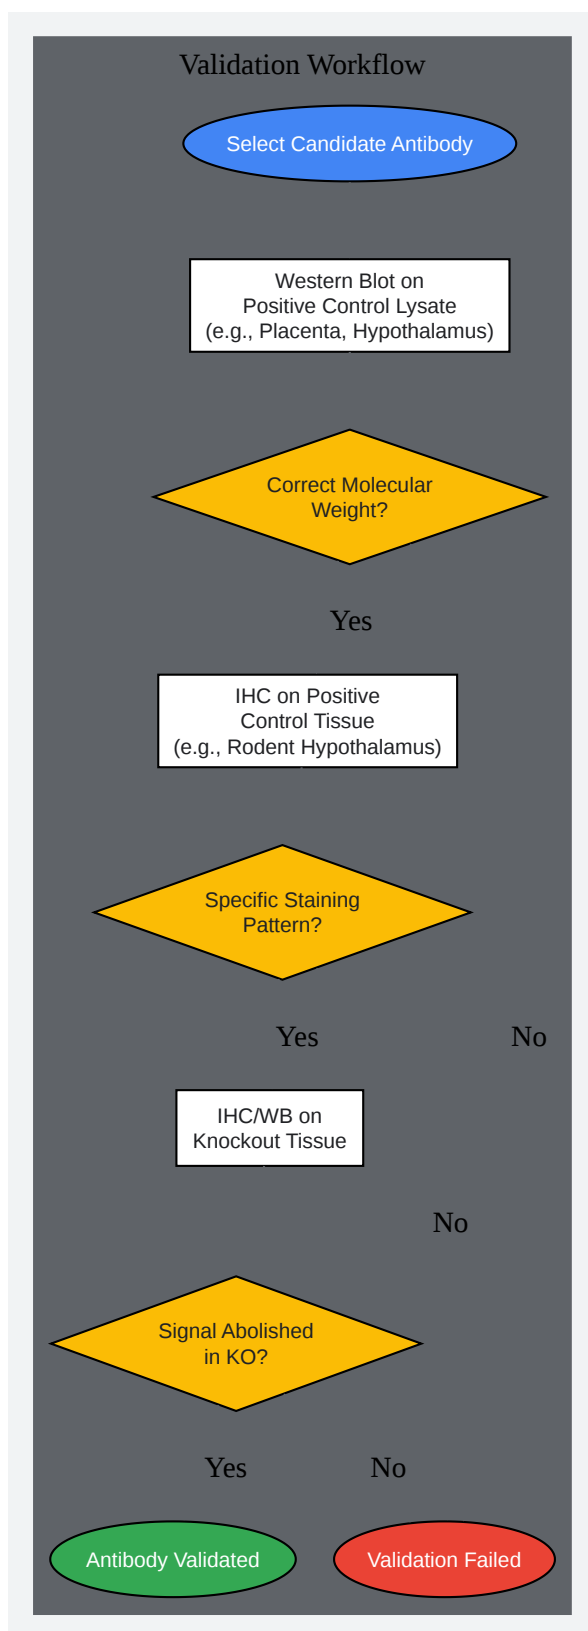 Validation Workflow
Select Candidate Antibody
Western Blot on
Positive Control Lysate
(e.g., Placenta, Hypothalamus)
Correct Molecular
Weight?
Yes
IHC on Positive
Control Tissue
(e.g., Rodent Hypothalamus)
Specific Staining
Pattern?
Yes
No
IHC/WB on
Knockout Tissue
No
Signal Abolished
in KO?
Yes
No
Antibody Validated
Validation Failed